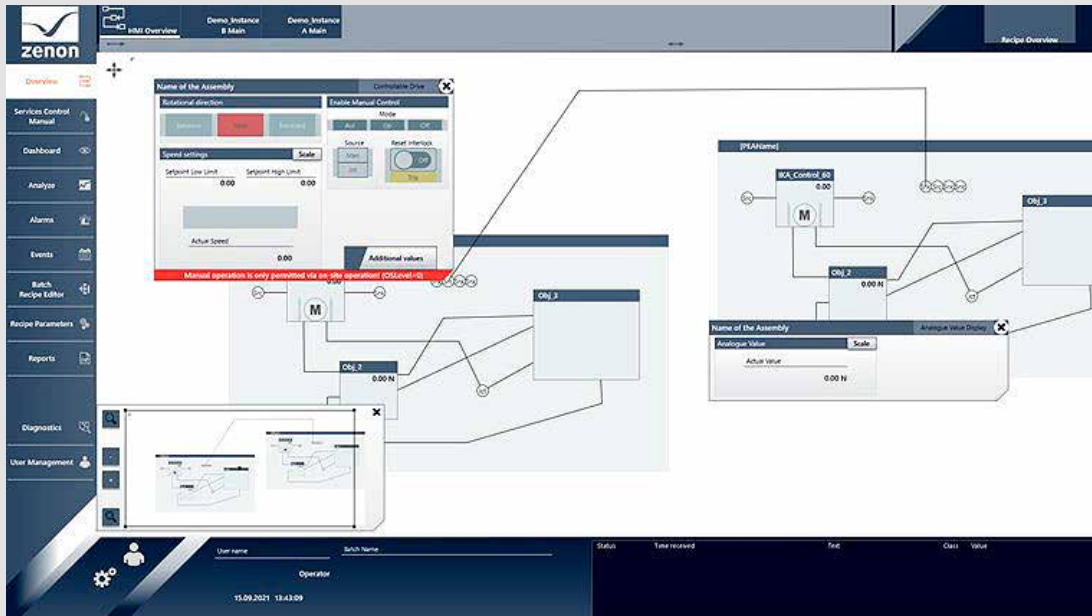 zenon
HMI Overview
Demo_Instance
B Main
Demo_Instance
A Main
Recipe Overview
Overview
Services Control
Manual
Dashboard
Analyze
Alarms
Events
Batch
Recipe Editor
Recipe Parameters
Reports
Diagnostics
User Management
Name of the Assembly
Controllable Drive
Rotational direction
Enable Manual Control
Mode
Aut
Op
Off
Speed settings
Scale
Source
Reset interlock
Man
Int
Off
Setpoint Low Limit
Setpoint High Limit
0.00
0.00
Actual Speed
0.00
Additional values
Manual operation is only permitted via on-site operation! (OSLevel=0)
0.00
M
Obj_2
0.00 N
Obj_3
[PEAName]
IKA_Control_60
0.00
M
Obj_3
Obj_2
0.00 N
Name of the Assembly
Analogue Value Display
Analogue Value
Scale
Actual Value
0.00 N
User name
Batch Name
Operator
15.09.2021 13:43:09
Status
Time received
Text
Class
Value